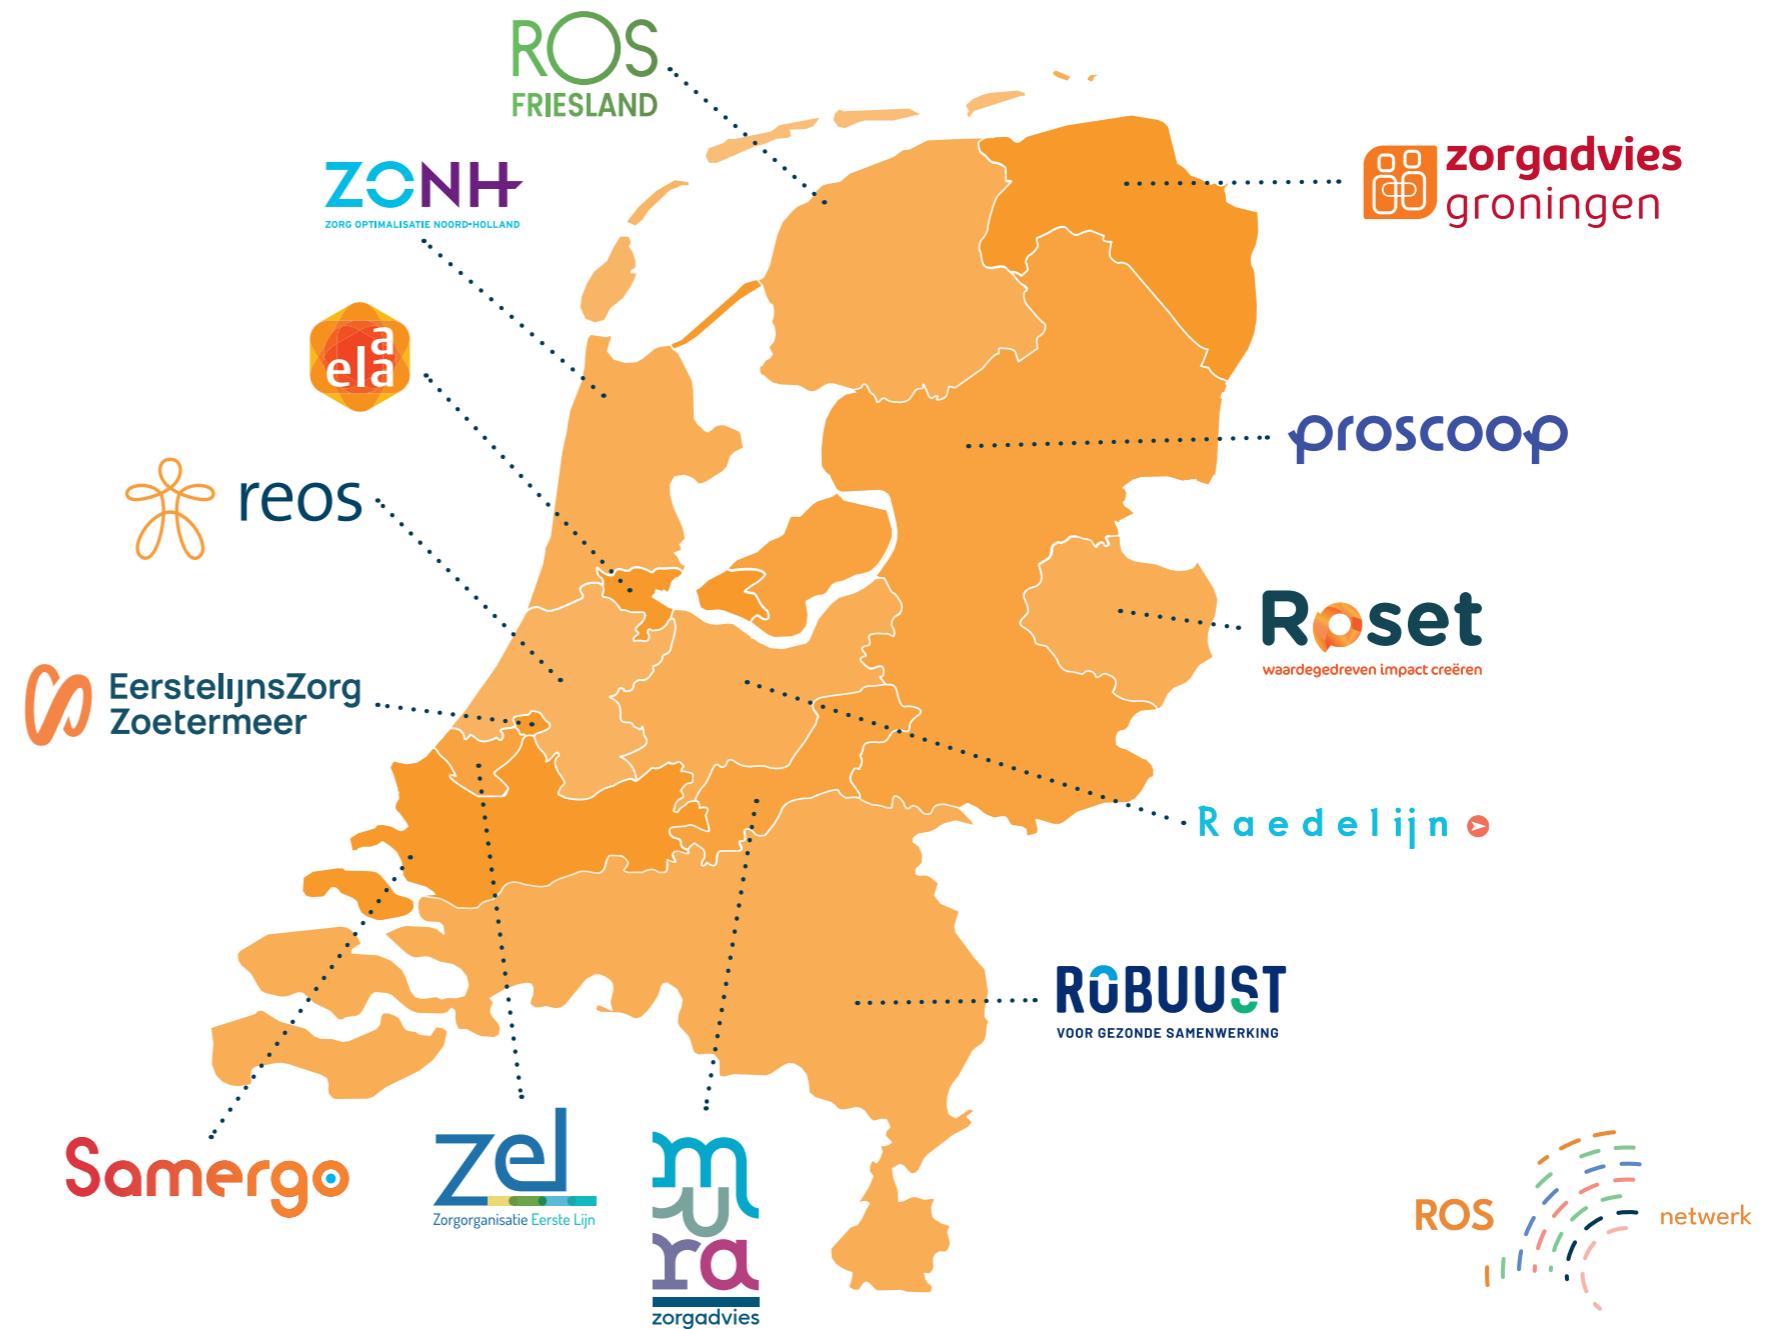 ROS
FRIESLAND
ZONH
ZORG OPTIMALISATIE NOORD-HOLLAND
zorgadvies
groningen
elaa
reos
proscoop
Roset
waardegedreven impact creëren
EerstelijnsZorg
Zoetermeer
Raedelijn
ROBUUST
VOOR GEZONDE SAMENWERKING
Samergo
zel
Zorgorganisatie Eerste Lijn
mura
zorgadvies
ROS netwerk